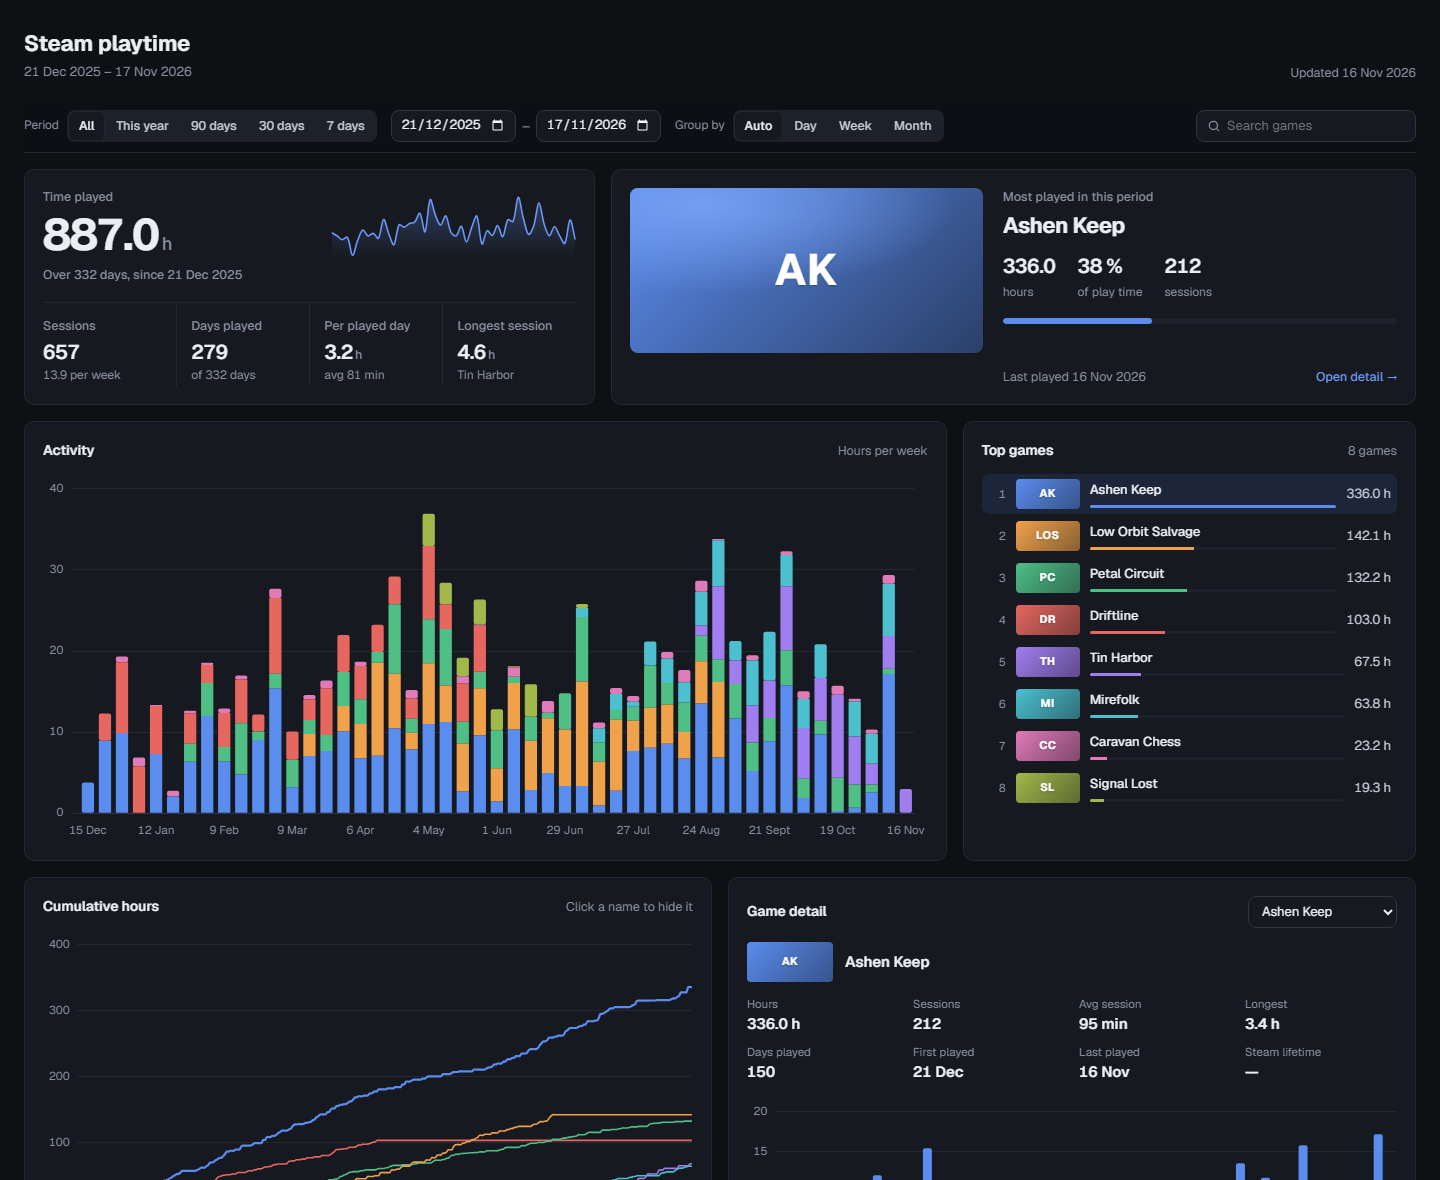 Steam playtime
21 Dec 2025 – 17 Nov 2026
Updated 16 Nov 2026
Period All This year 90 days 30 days 7 days 21/12/2025 – 17/11/2026 Group by Auto Day Week Month Search games
Time played
887.0 h
Over 332 days, since 21 Dec 2025
Sessions
657
13.9 per week
Days played
279
of 332 days
Per played day
3.2 h
avg 81 min
Longest session
4.6 h
Tin Harbor
AK
Most played in this period
Ashen Keep
336.0 38 % 212
hours of play time sessions
Last played 16 Nov 2026 Open detail →
Activity
Hours per week
40
30
20
10
0
15 Dec 12 Jan 9 Feb 9 Mar 6 Apr 4 May 1 Jun 29 Jun 27 Jul 24 Aug 21 Sept 19 Oct 16 Nov
Top games
8 games
1 AK Ashen Keep 336.0 h
2 LOS Low Orbit Salvage 142.1 h
3 PC Petal Circuit 132.2 h
4 DR Driftline 103.0 h
5 TH Tin Harbor 67.5 h
6 MI Mirefolk 63.8 h
7 CC Caravan Chess 23.2 h
8 SL Signal Lost 19.3 h
Cumulative hours
Click a name to hide it
400
300
200
100
Game detail
Ashen Keep
AK Ashen Keep
Hours Sessions Avg session Longest
336.0 h 212 95 min 3.4 h
Days played First played Last played Steam lifetime
150 21 Dec 16 Nov —
20
15